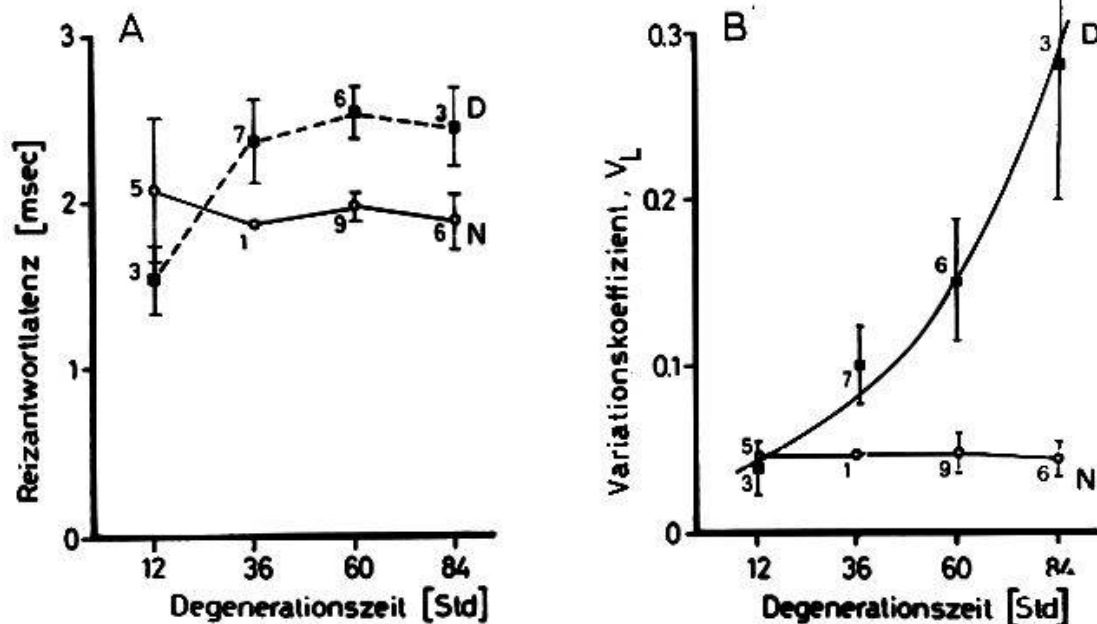 A
3
2
1
0
Reizantwortlatenz [msec]
5
3
7
1
6
9
3
6
D
N
12 36 60 84
Degenerationszeit [Std]
B
0.3
0.2
0.1
0
Variationskoeffizient, VL
5
3
7
1
6
9
3
6
D
N
12 36 60 84
Degenerationszeit [Std]